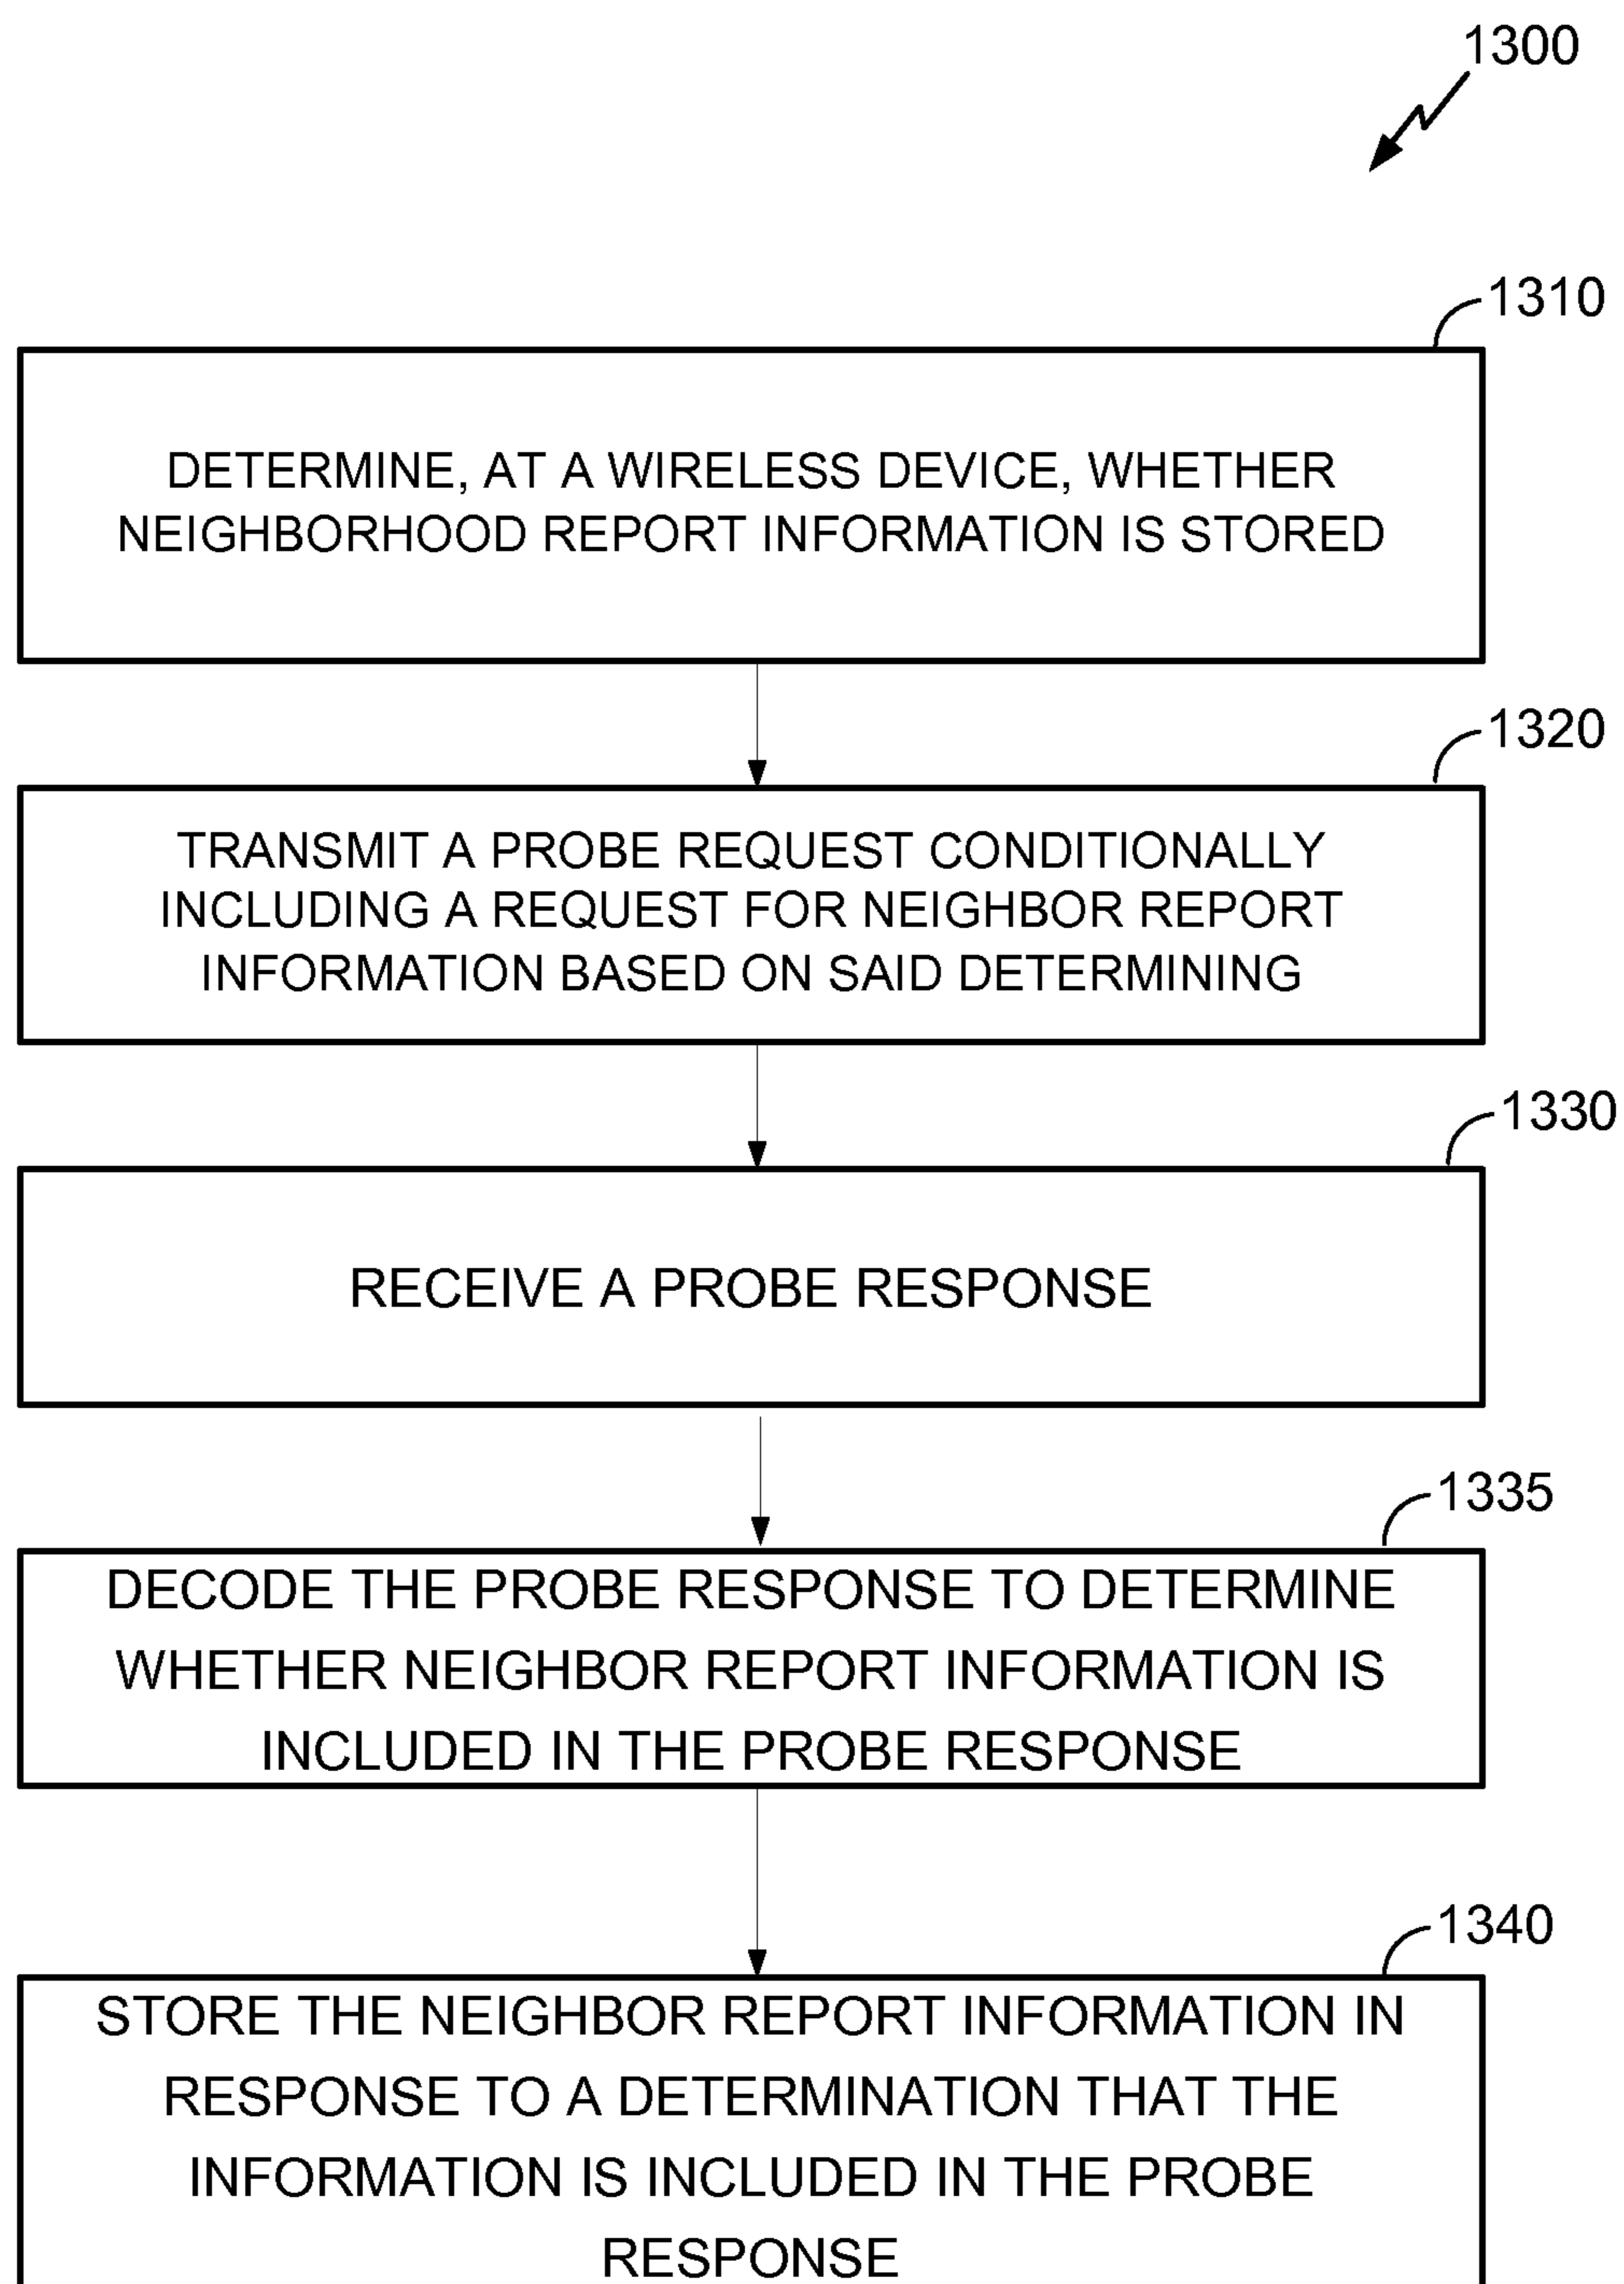 1300
1310
DETERMINE, AT A WIRELESS DEVICE, WHETHER
NEIGHBORHOOD REPORT INFORMATION IS STORED
1320
TRANSMIT A PROBE REQUEST CONDITIONALLY
INCLUDING A REQUEST FOR NEIGHBOR REPORT
INFORMATION BASED ON SAID DETERMINING
1330
RECEIVE A PROBE RESPONSE
1335
DECODE THE PROBE RESPONSE TO DETERMINE
WHETHER NEIGHBOR REPORT INFORMATION IS
INCLUDED IN THE PROBE RESPONSE
1340
STORE THE NEIGHBOR REPORT INFORMATION IN
RESPONSE TO A DETERMINATION THAT THE
INFORMATION IS INCLUDED IN THE PROBE
RESPONSE